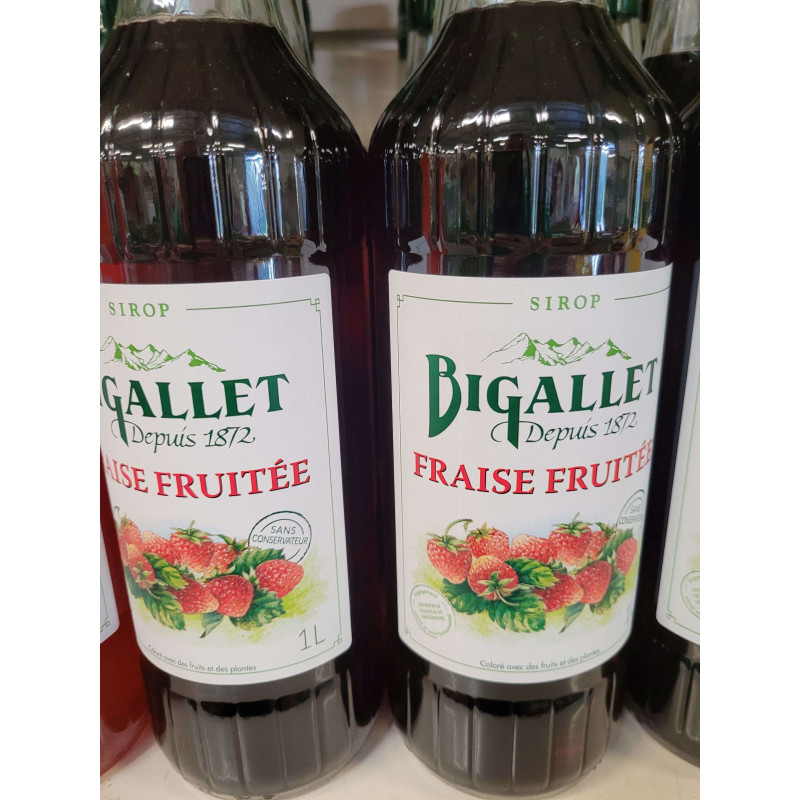 SIROP
GALLET
Depuis 1872
AISE FRUITÉE
SANS
CONSERVATEUR
1L
Coloré avec des fruits et des plantes
SIROP
BIGALLET
Depuis 1872
FRAISE FRUITÉE
SANS
CONSERVATEUR
Coloré avec des fruits et des plantes